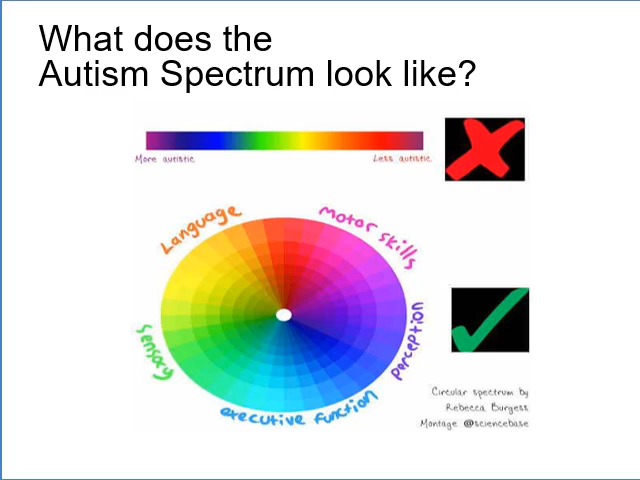 What does the
Autism Spectrum look like?
More autistic
Less autistic
Language
Motor skills
sensory
perception
executive function
Circular spectrum by
Rebecca Burgess
Montage @sciencebase